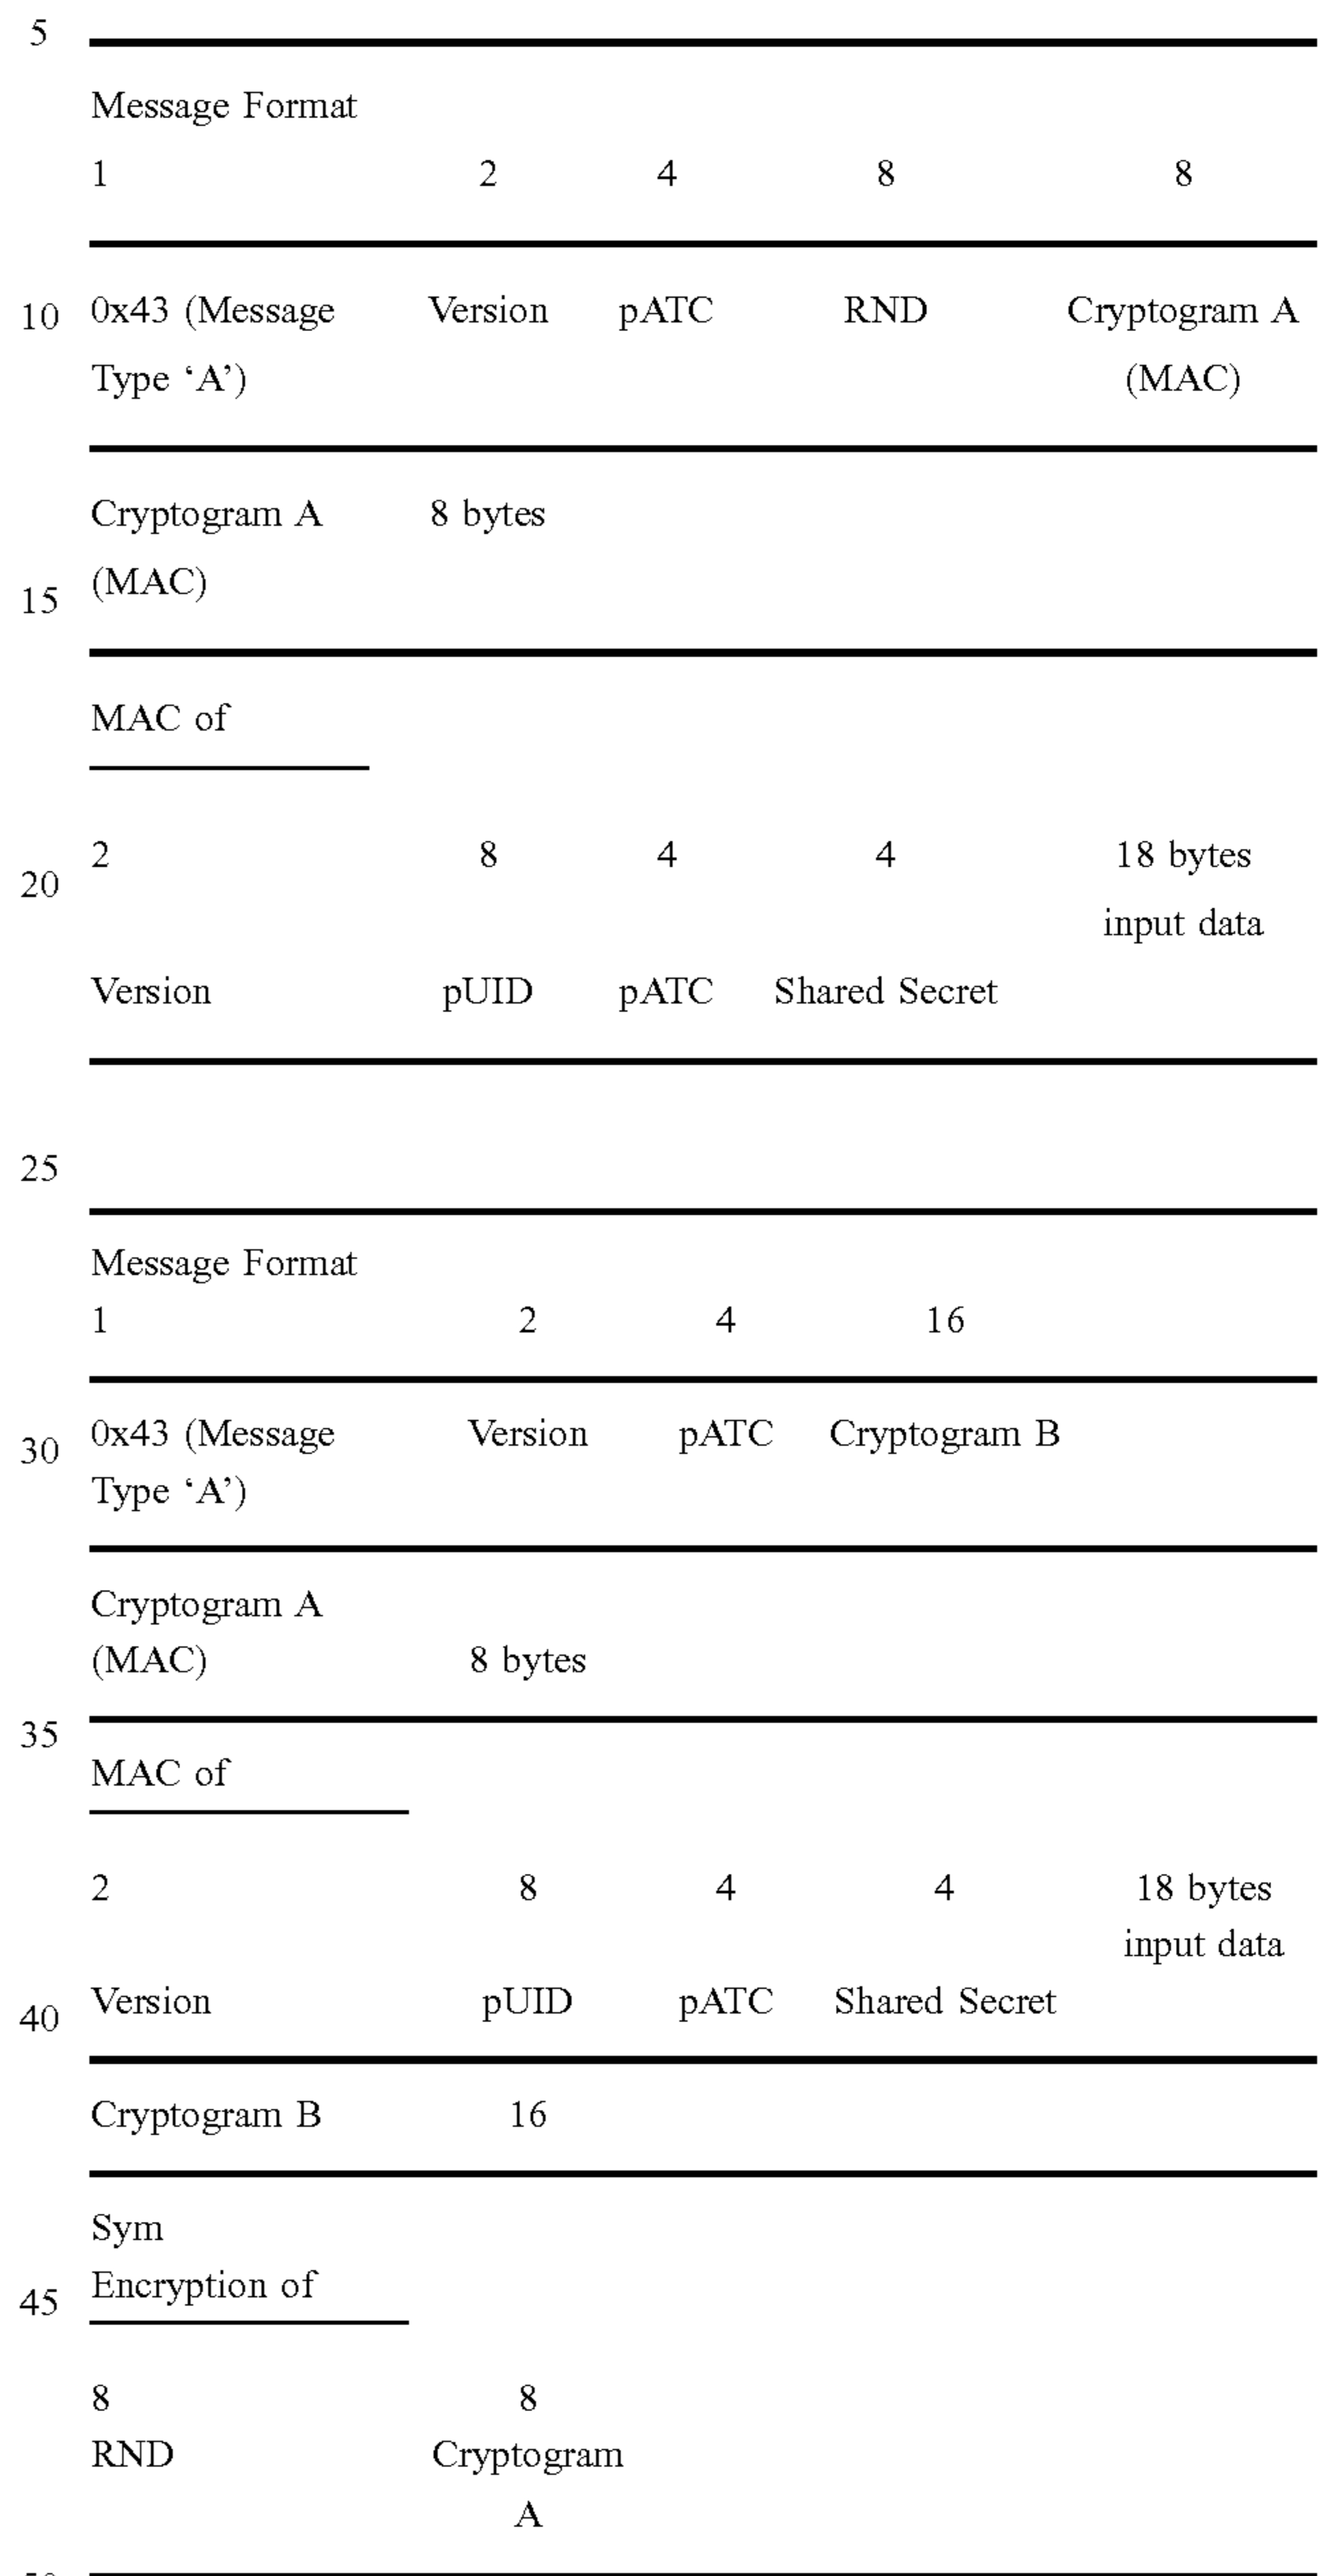 5
Message Format
1 2 4 8 8
10 0x43 (Message Version pATC RND Cryptogram A
Type ‘A’) (MAC)
Cryptogram A 8 bytes
(MAC)
15
MAC of
2 8 4 4 18 bytes
20
input data
Version pUID pATC Shared Secret
25
Message Format
1 2 4 16
30 0x43 (Message Version pATC Cryptogram B
Type ‘A’)
Cryptogram A
(MAC) 8 bytes
35
MAC of
2 8 4 4 18 bytes
input data
40 Version pUID pATC Shared Secret
Cryptogram B 16
Sym
45 Encryption of
8 8
RND Cryptogram
A